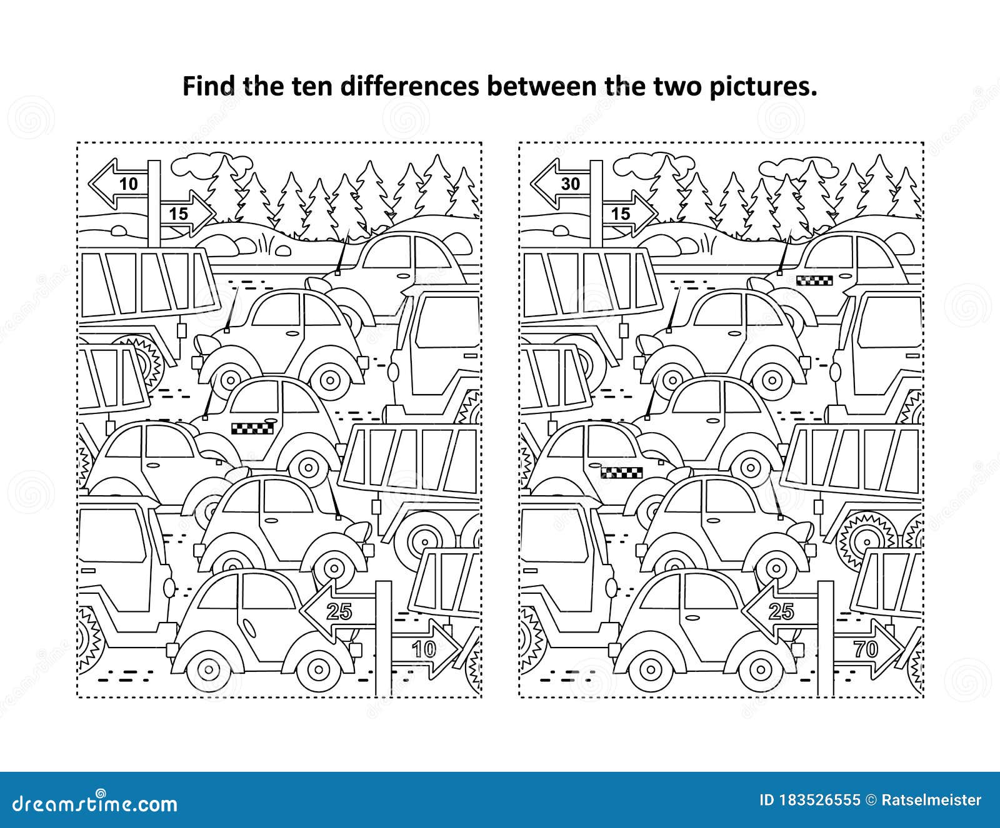 Find the ten differences between the two pictures.
10
15
30
15
25
10
25
70
dreamstime.com
ID 183526555 © Ratselmeister